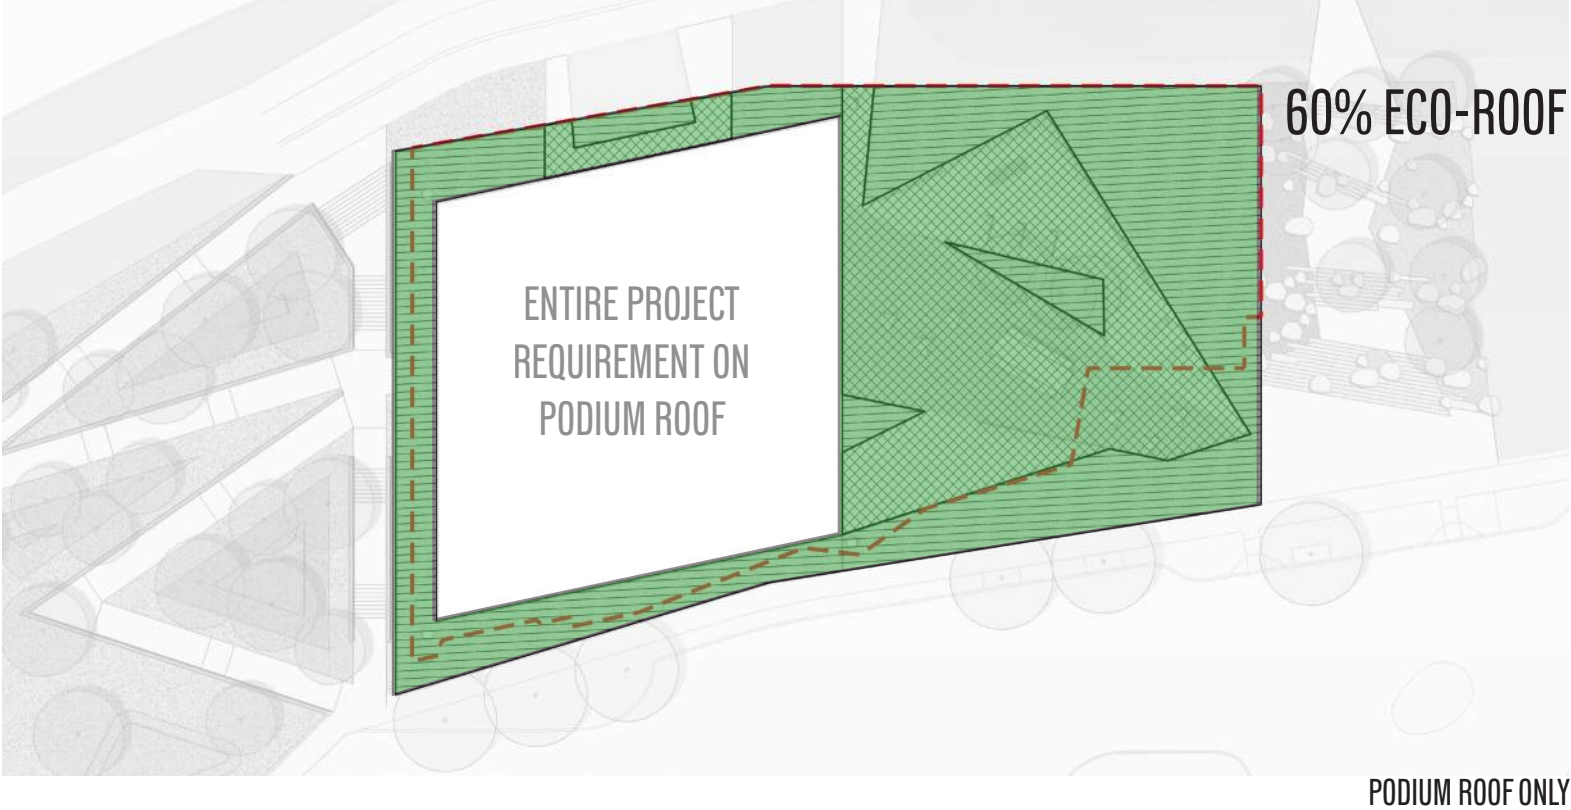 60% ECO-ROOF
ENTIRE PROJECT
REQUIREMENT ON
PODIUM ROOF
PODIUM ROOF ONLY